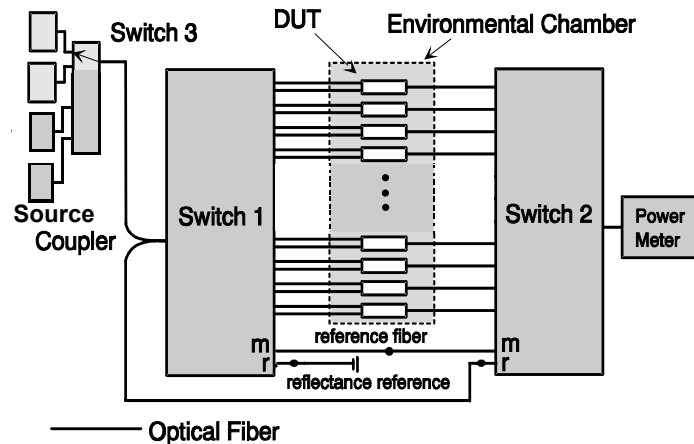 DUT
Environmental Chamber
Switch 3
Source
Coupler
Switch 1
Switch 2
Power
Meter
reference fiber
m
m
r
r
reflectance reference
Optical Fiber